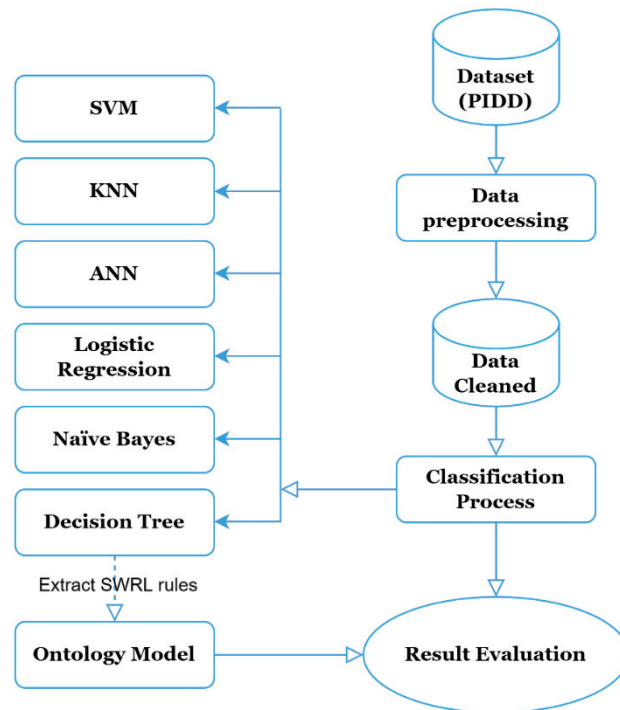 Dataset
(PIDD)
Data
preprocessing
Data
Cleaned
Classification
Process
SVM
KNN
ANN
Logistic
Regression
Naïve Bayes
Decision Tree
Extract SWRL rules
Ontology Model
Result Evaluation